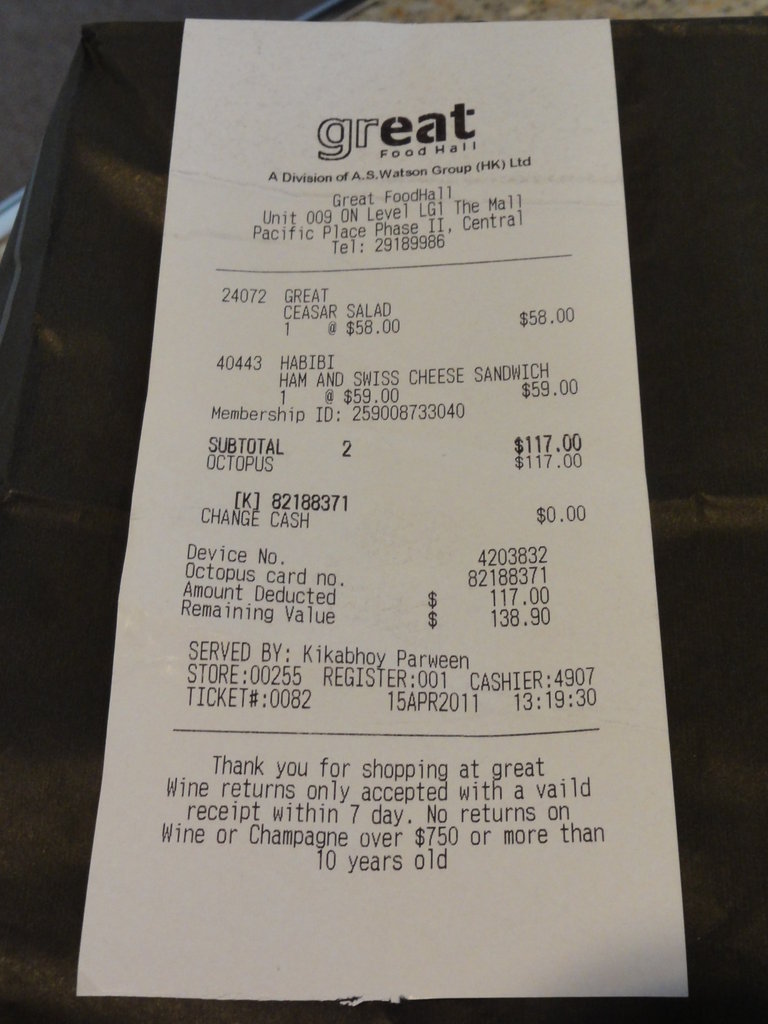 great
Food Hall
A Division of A.S.Watson Group (HK) Ltd
Great FoodHall
Unit 009 ON Level LG1 The Mall
Pacific Place Phase II, Central
Tel: 29189986
24072 GREAT
CEASAR SALAD
1 @ $58.00 $58.00
40443 HABIBI
HAM AND SWISS CHEESE SANDWICH
1 @ $59.00 $59.00
Membership ID: 259008733040
SUBTOTAL 2 $117.00
OCTOPUS $117.00
[K] 82188371
CHANGE CASH $0.00
Device No. 4203832
Octopus card no. 82188371
Amount Deducted $ 117.00
Remaining Value $ 138.90
SERVED BY: Kikabhoy Parween
STORE:00255 REGISTER:001 CASHIER:4907
TICKET#:0082 15APR2011 13:19:30
Thank you for shopping at great
Wine returns only accepted with a vaild
receipt within 7 day. No returns on
Wine or Champagne over $750 or more than
10 years old